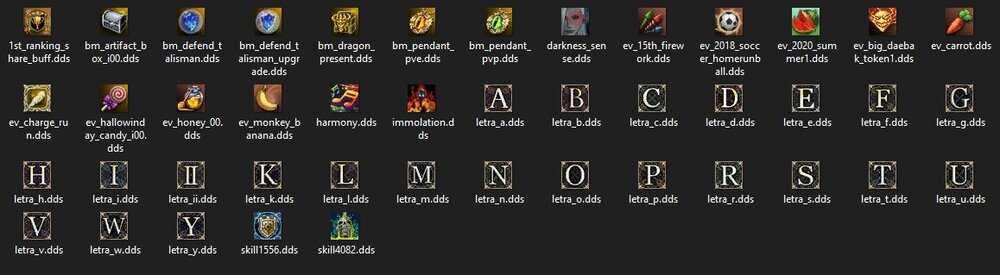 1st_ranking_s
hare_buff.dds
bm_artifact_b
ox_i00.dds
bm_defend_t
alisman.dds
bm_defend_t
alisman_upgr
ade.dds
bm_dragon_
present.dds
bm_pendant_
pve.dds
bm_pendant_
pvp.dds
darkness_sen
se.dds
ev_15th_firew
ork.dds
ev_2018_socc
er_homerunb
all.dds
ev_2020_sum
mer1.dds
ev_big_daeba
k_token1.dds
ev_carrot.dds
ev_charge_ru
n.dds
ev_hallowind
ay_candy_i00.
dds
ev_honey_00.
dds
ev_monkey_b
anana.dds
harmony.dds
immolation.d
ds
A
letra_a.dds
B
letra_b.dds
C
letra_c.dds
D
letra_d.dds
E
letra_e.dds
F
letra_f.dds
G
letra_g.dds
H
letra_h.dds
I
letra_i.dds
II
letra_ii.dds
K
letra_k.dds
L
letra_l.dds
M
letra_m.dds
N
letra_n.dds
O
letra_o.dds
P
letra_p.dds
R
letra_r.dds
S
letra_s.dds
T
letra_t.dds
U
letra_u.dds
V
letra_v.dds
W
letra_w.dds
Y
letra_y.dds
skill1556.dds
skill4082.dds